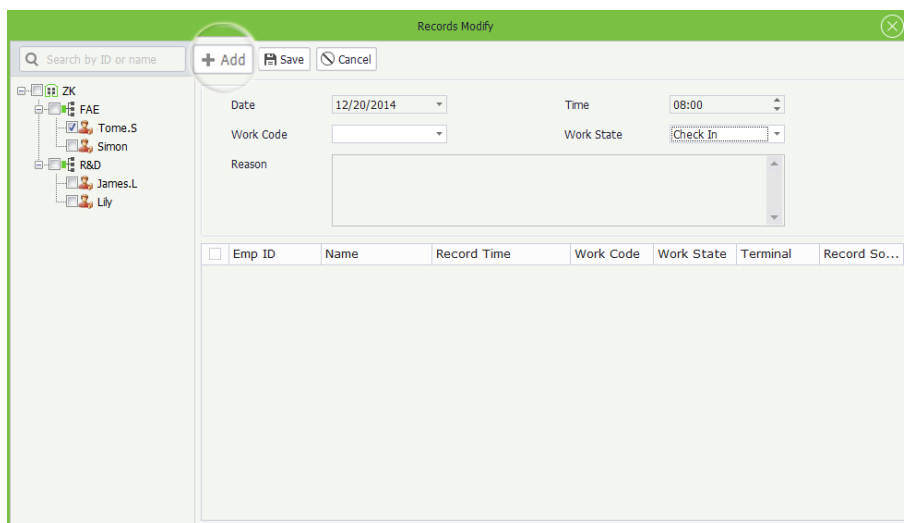 Records Modify
Search by ID or name
+ Add Save Cancel
ZK
FAE
Tome.S
Simon
R&D
James.L
Lily
Date 12/20/2014 Time 08:00
Work Code Work State Check In
Reason
Emp ID Name Record Time Work Code Work State Terminal Record So...